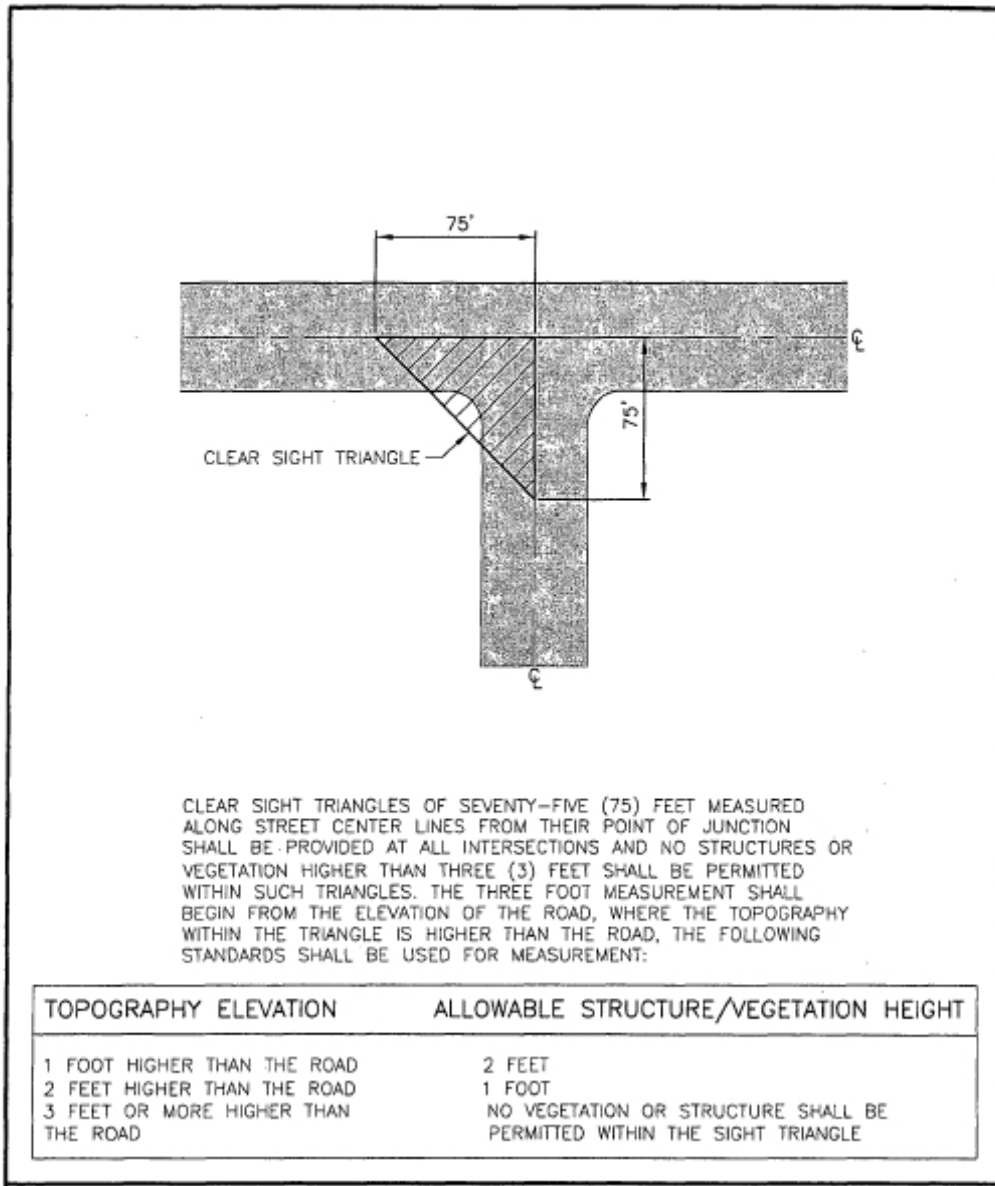 75'
℄
75'
CLEAR SIGHT TRIANGLE
℄
CLEAR SIGHT TRIANGLES OF SEVENTY-FIVE (75) FEET MEASURED
ALONG STREET CENTER LINES FROM THEIR POINT OF JUNCTION
SHALL BE PROVIDED AT ALL INTERSECTIONS AND NO STRUCTURES OR
VEGETATION HIGHER THAN THREE (3) FEET SHALL BE PERMITTED
WITHIN SUCH TRIANGLES. THE THREE FOOT MEASUREMENT SHALL
BEGIN FROM THE ELEVATION OF THE ROAD, WHERE THE TOPOGRAPHY
WITHIN THE TRIANGLE IS HIGHER THAN THE ROAD, THE FOLLOWING
STANDARDS SHALL BE USED FOR MEASUREMENT:
TOPOGRAPHY ELEVATION ALLOWABLE STRUCTURE/VEGETATION HEIGHT
1 FOOT HIGHER THAN THE ROAD 2 FEET
2 FEET HIGHER THAN THE ROAD 1 FOOT
3 FEET OR MORE HIGHER THAN NO VEGETATION OR STRUCTURE SHALL BE
THE ROAD PERMITTED WITHIN THE SIGHT TRIANGLE